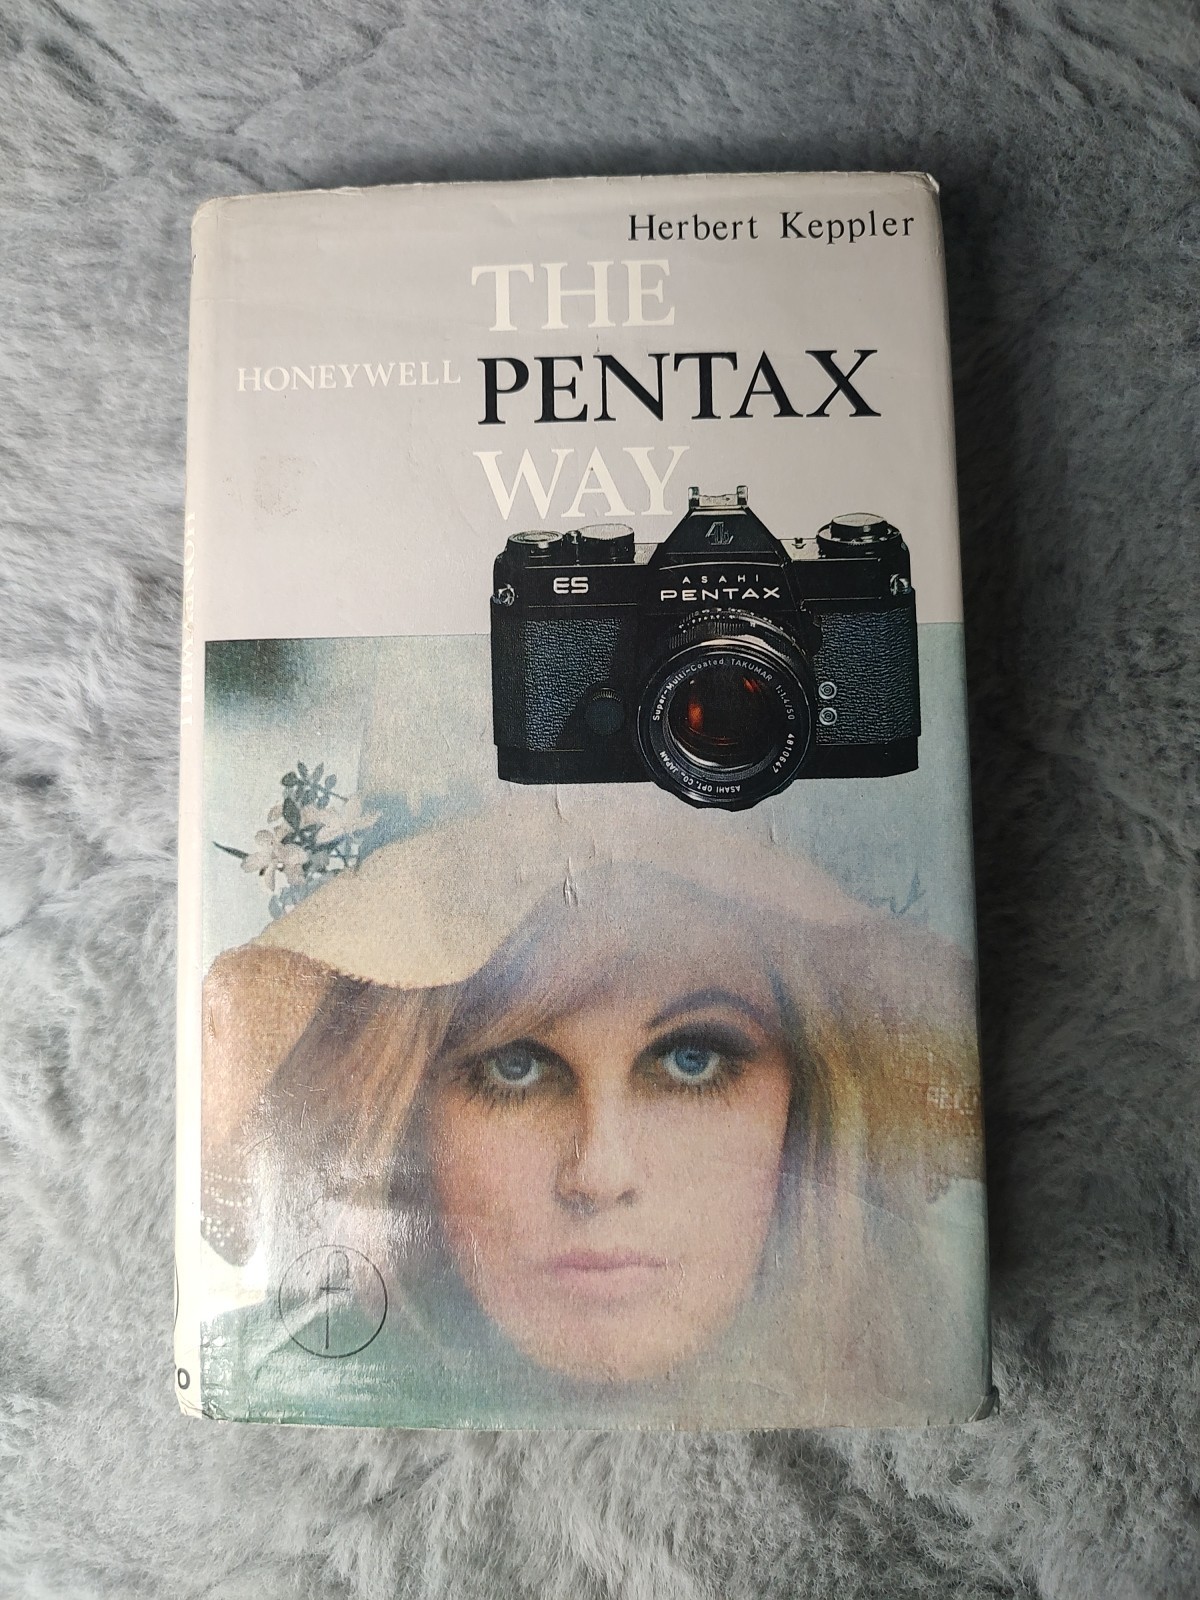 Herbert Keppler
THE
HONEYWELL PENTAX
WAY
ES
ASAHI
PENTAX
Super-Multi-Coated TAKUMAR 1:1.4/50 4810647
ASAHI OPT. CO., JAPAN